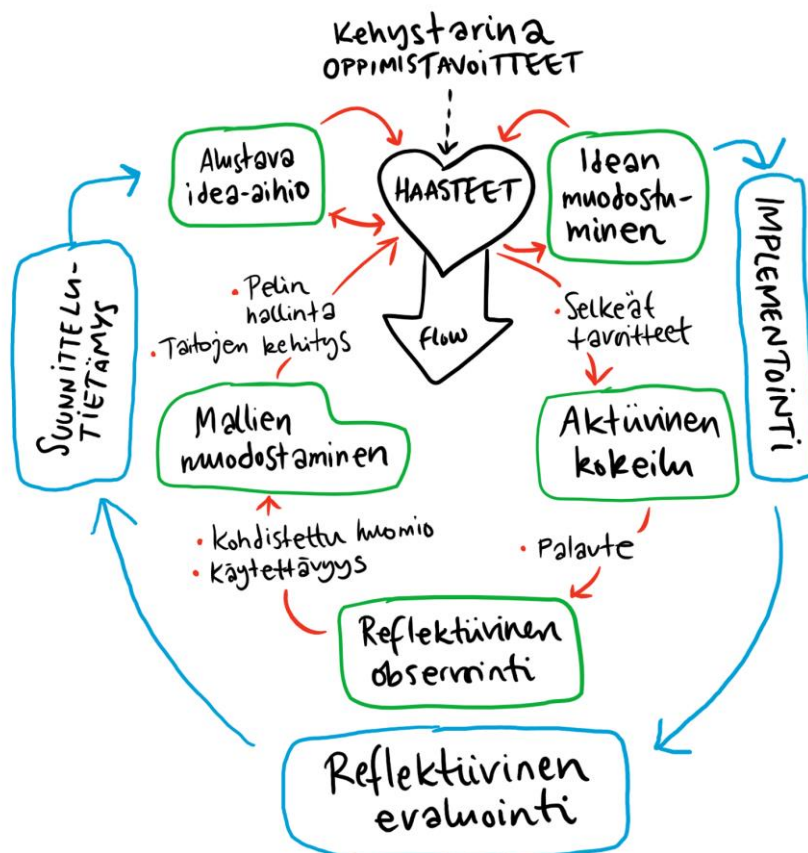 Kehystarina
OPPIMISTAVOITTEET
Alustava
idea-aihio
HAASTEET
Idean
muodostu-
minen
IMPLEMENTOINTI
SUUNNITTELU-
TIETÄMYS
• Pelin
hallinta
• Taitojen kehitys
flow
• Selkeät
tavoitteet
Mallien
muodostaminen
Aktiivinen
kokeilu
• Kohdistettu huomio
• Käytettävyys
• Palaute
Reflektiivinen
observointi
Reflektiivinen
evaluointi